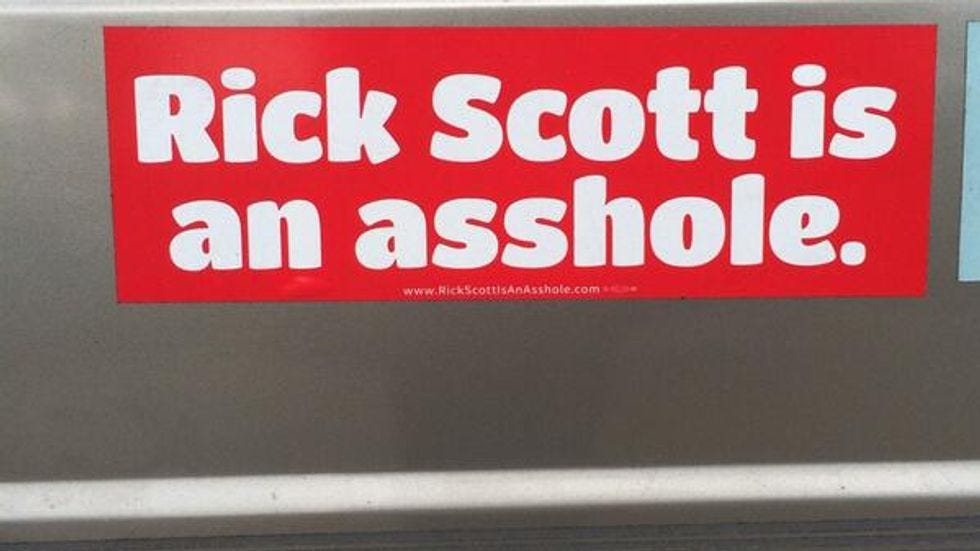 Rick Scott is
an asshole.
www.RickScottIsAnAsshole.com